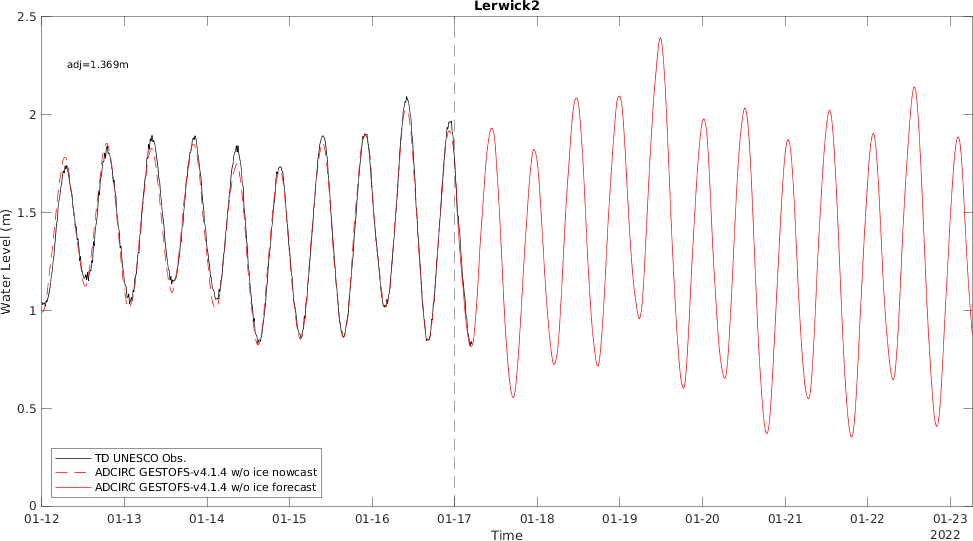 Lerwick2
2.5
2
1.5
1
0.5
0
Water Level (m)
adj=1.369m
TD UNESCO Obs.
ADCIRC GESTOFS-v4.1.4 w/o ice nowcast
ADCIRC GESTOFS-v4.1.4 w/o ice forecast
01-12 01-13 01-14 01-15 01-16 01-17 01-18 01-19 01-20 01-21 01-22 01-23
Time
2022